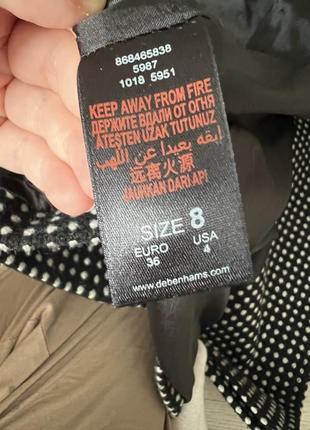 868465838
5987
1018 5951
KEEP AWAY FROM FIRE
ДЕРЖИТЕ ВДАЛИ ОТ ОГНЯ
ATEŞTEN UZAK TUTUNUZ
ابقه بعيدا عن اللهب
远离火源
JAUHKAN DARI API
SIZE 8
EURO USA
36 4
www.debenhams.com